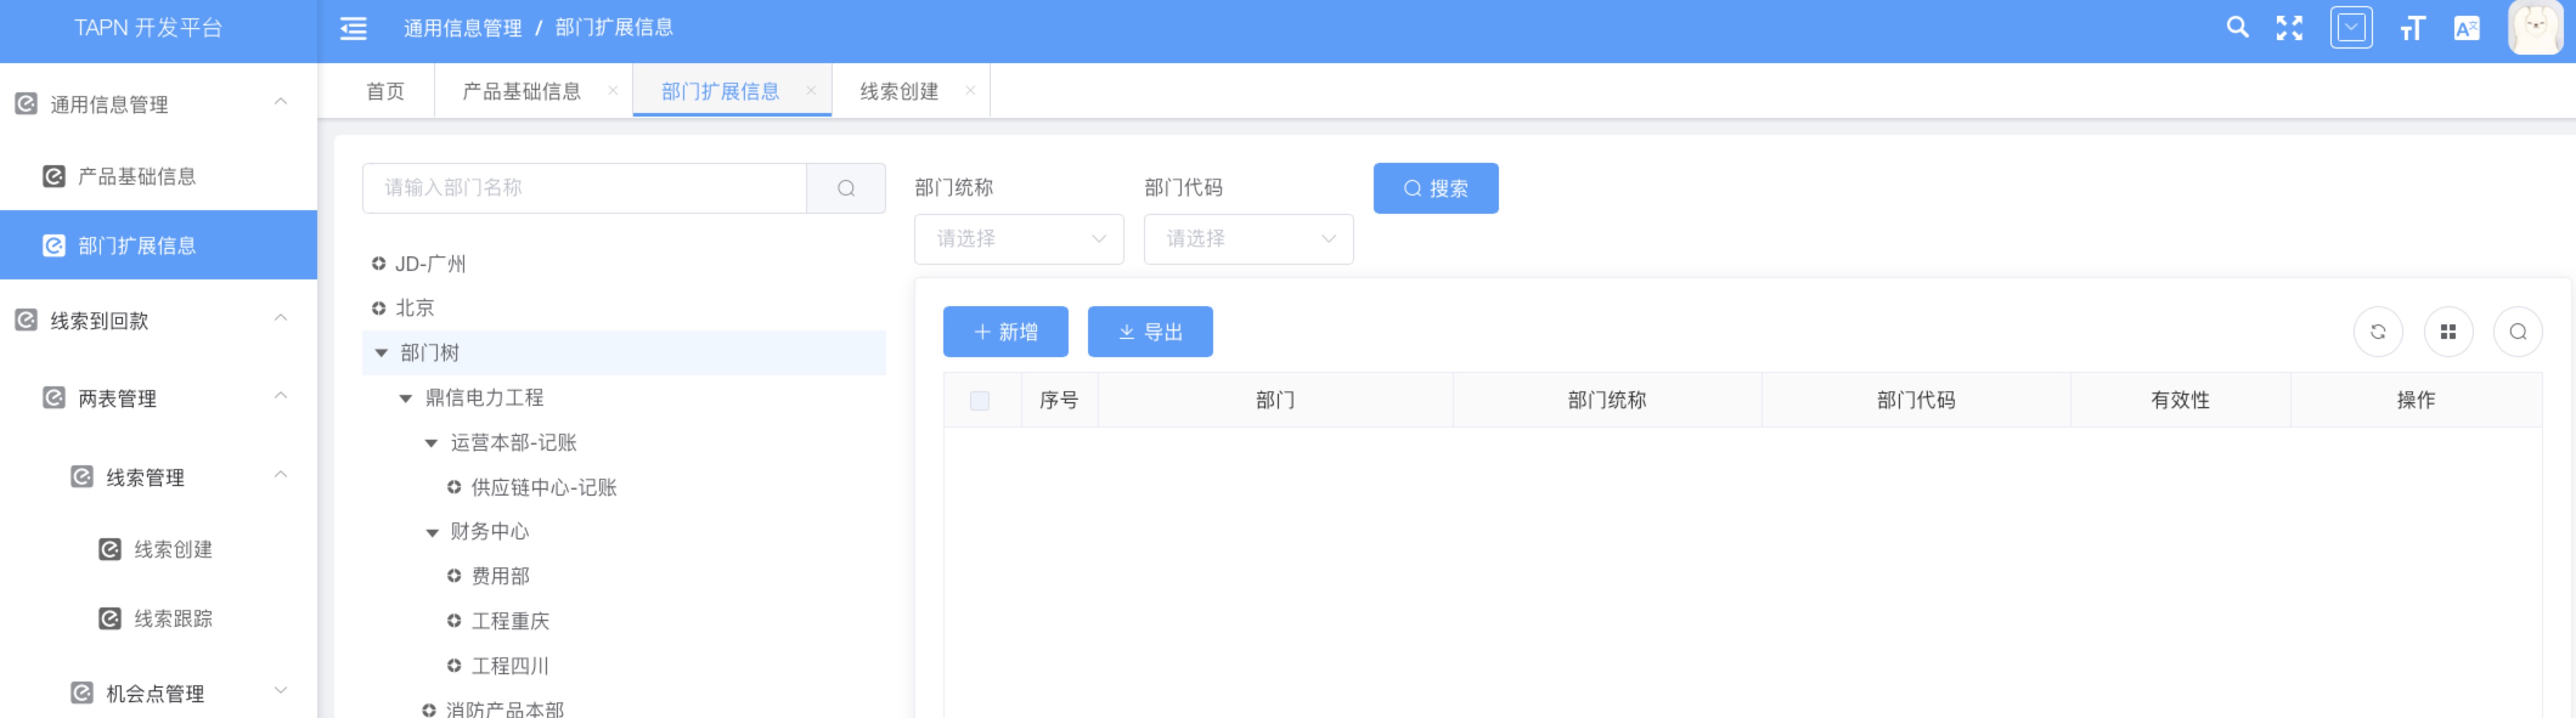 TAPN 开发平台
通用信息管理 / 部门扩展信息
首页
产品基础信息
部门扩展信息
线索创建
通用信息管理
产品基础信息
部门扩展信息
线索到回款
两表管理
线索管理
线索创建
线索跟踪
机会点管理
请输入部门名称
JD-广州
北京
部门树
鼎信电力工程
运营本部-记账
供应链中心-记账
财务中心
费用部
工程重庆
工程四川
消防产品本部
部门统称
请选择
部门代码
请选择
搜索
新增
导出
序号 部门 部门统称 部门代码 有效性 操作